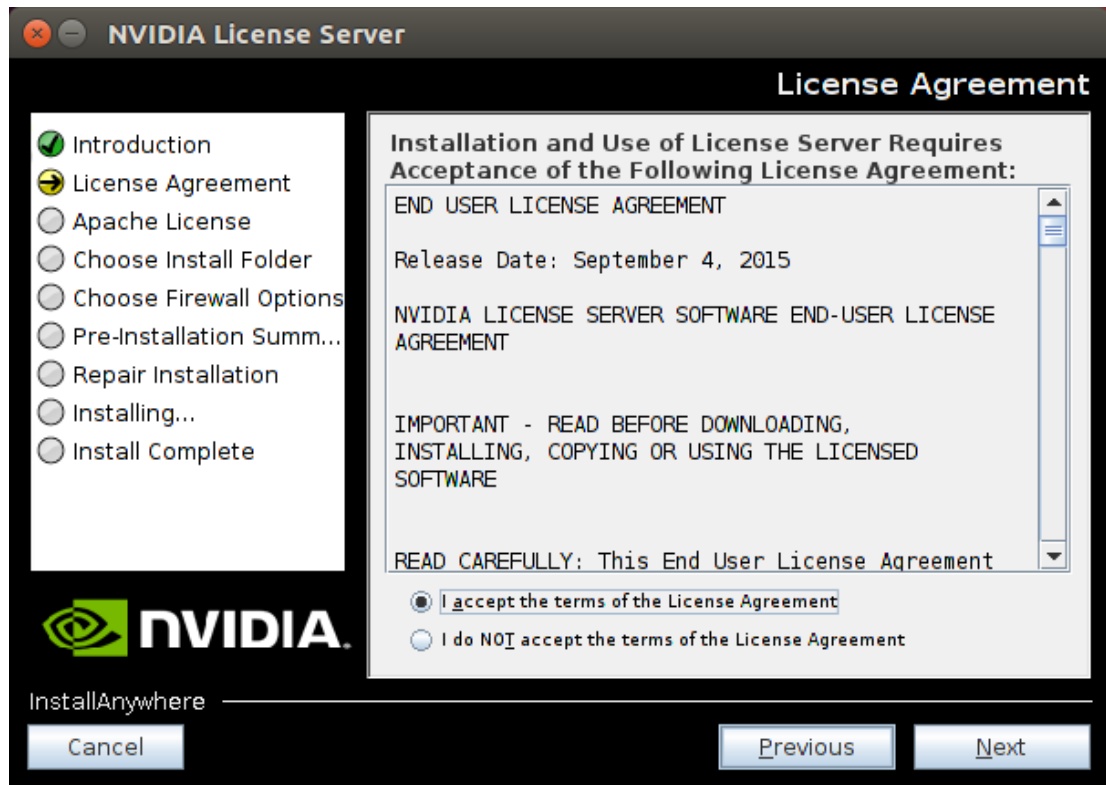 NVIDIA License Server
License Agreement
Introduction
License Agreement
Apache License
Choose Install Folder
Choose Firewall Options
Pre-Installation Summ...
Repair Installation
Installing...
Install Complete
Installation and Use of License Server Requires
Acceptance of the Following License Agreement:
END USER LICENSE AGREEMENT
Release Date: September 4, 2015
NVIDIA LICENSE SERVER SOFTWARE END-USER LICENSE
AGREEMENT
IMPORTANT - READ BEFORE DOWNLOADING,
INSTALLING, COPYING OR USING THE LICENSED
SOFTWARE
READ CAREFULLY: This End User License Agreement
I accept the terms of the License Agreement
I do NOT accept the terms of the License Agreement
NVIDIA.
InstallAnywhere
Cancel
Previous
Next